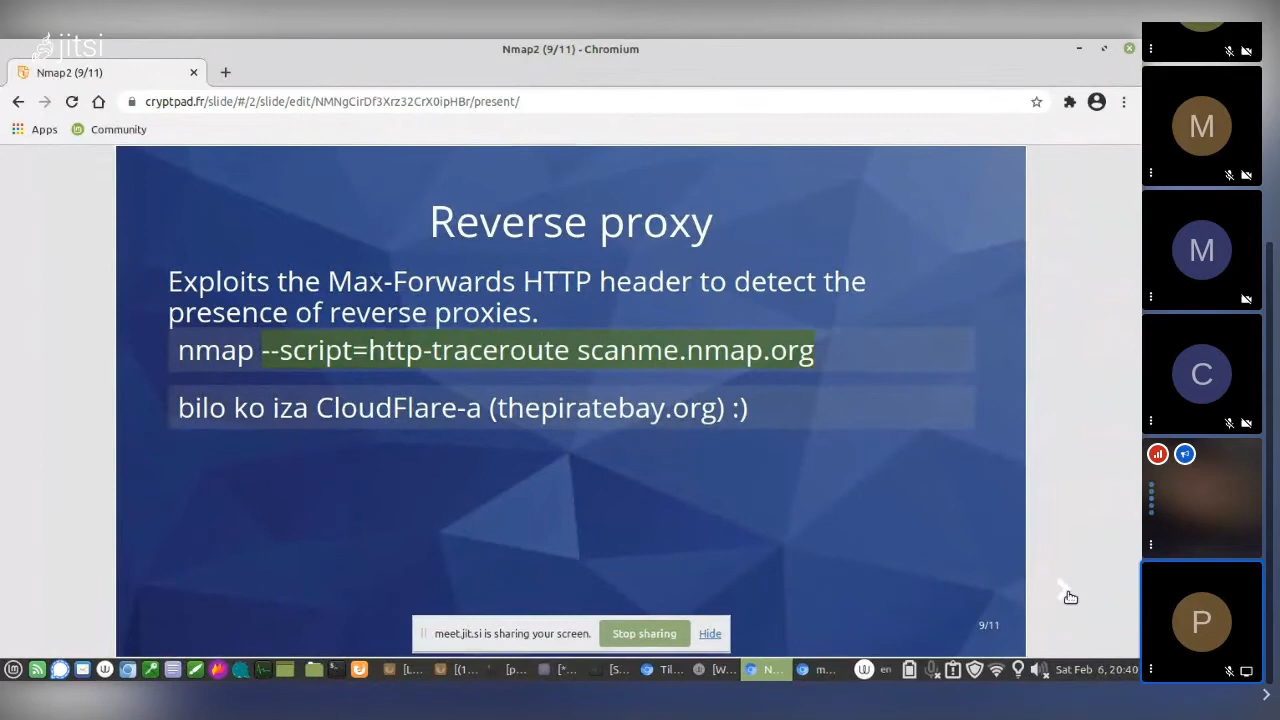 jitsi
Nmap2 (9/11) - Chromium
Nmap2 (9/11)
cryptpad.fr/slide/#/2/slide/edit/NMNgCirDf3Xrz32CrX0ipHBr/present/
Apps
Community
Reverse proxy
Exploits the Max-Forwards HTTP header to detect the
presence of reverse proxies.
nmap --script=http-traceroute scanme.nmap.org
bilo ko iza CloudFlare-a (thepiratebay.org) :)
9/11
meet.jit.si is sharing your screen.
Stop sharing
Hide
M
M
C
P
[L...
[(1...
[p...
[*...
[S...
Til...
[W...
N...
m...
en
Sat Feb 6, 20:40